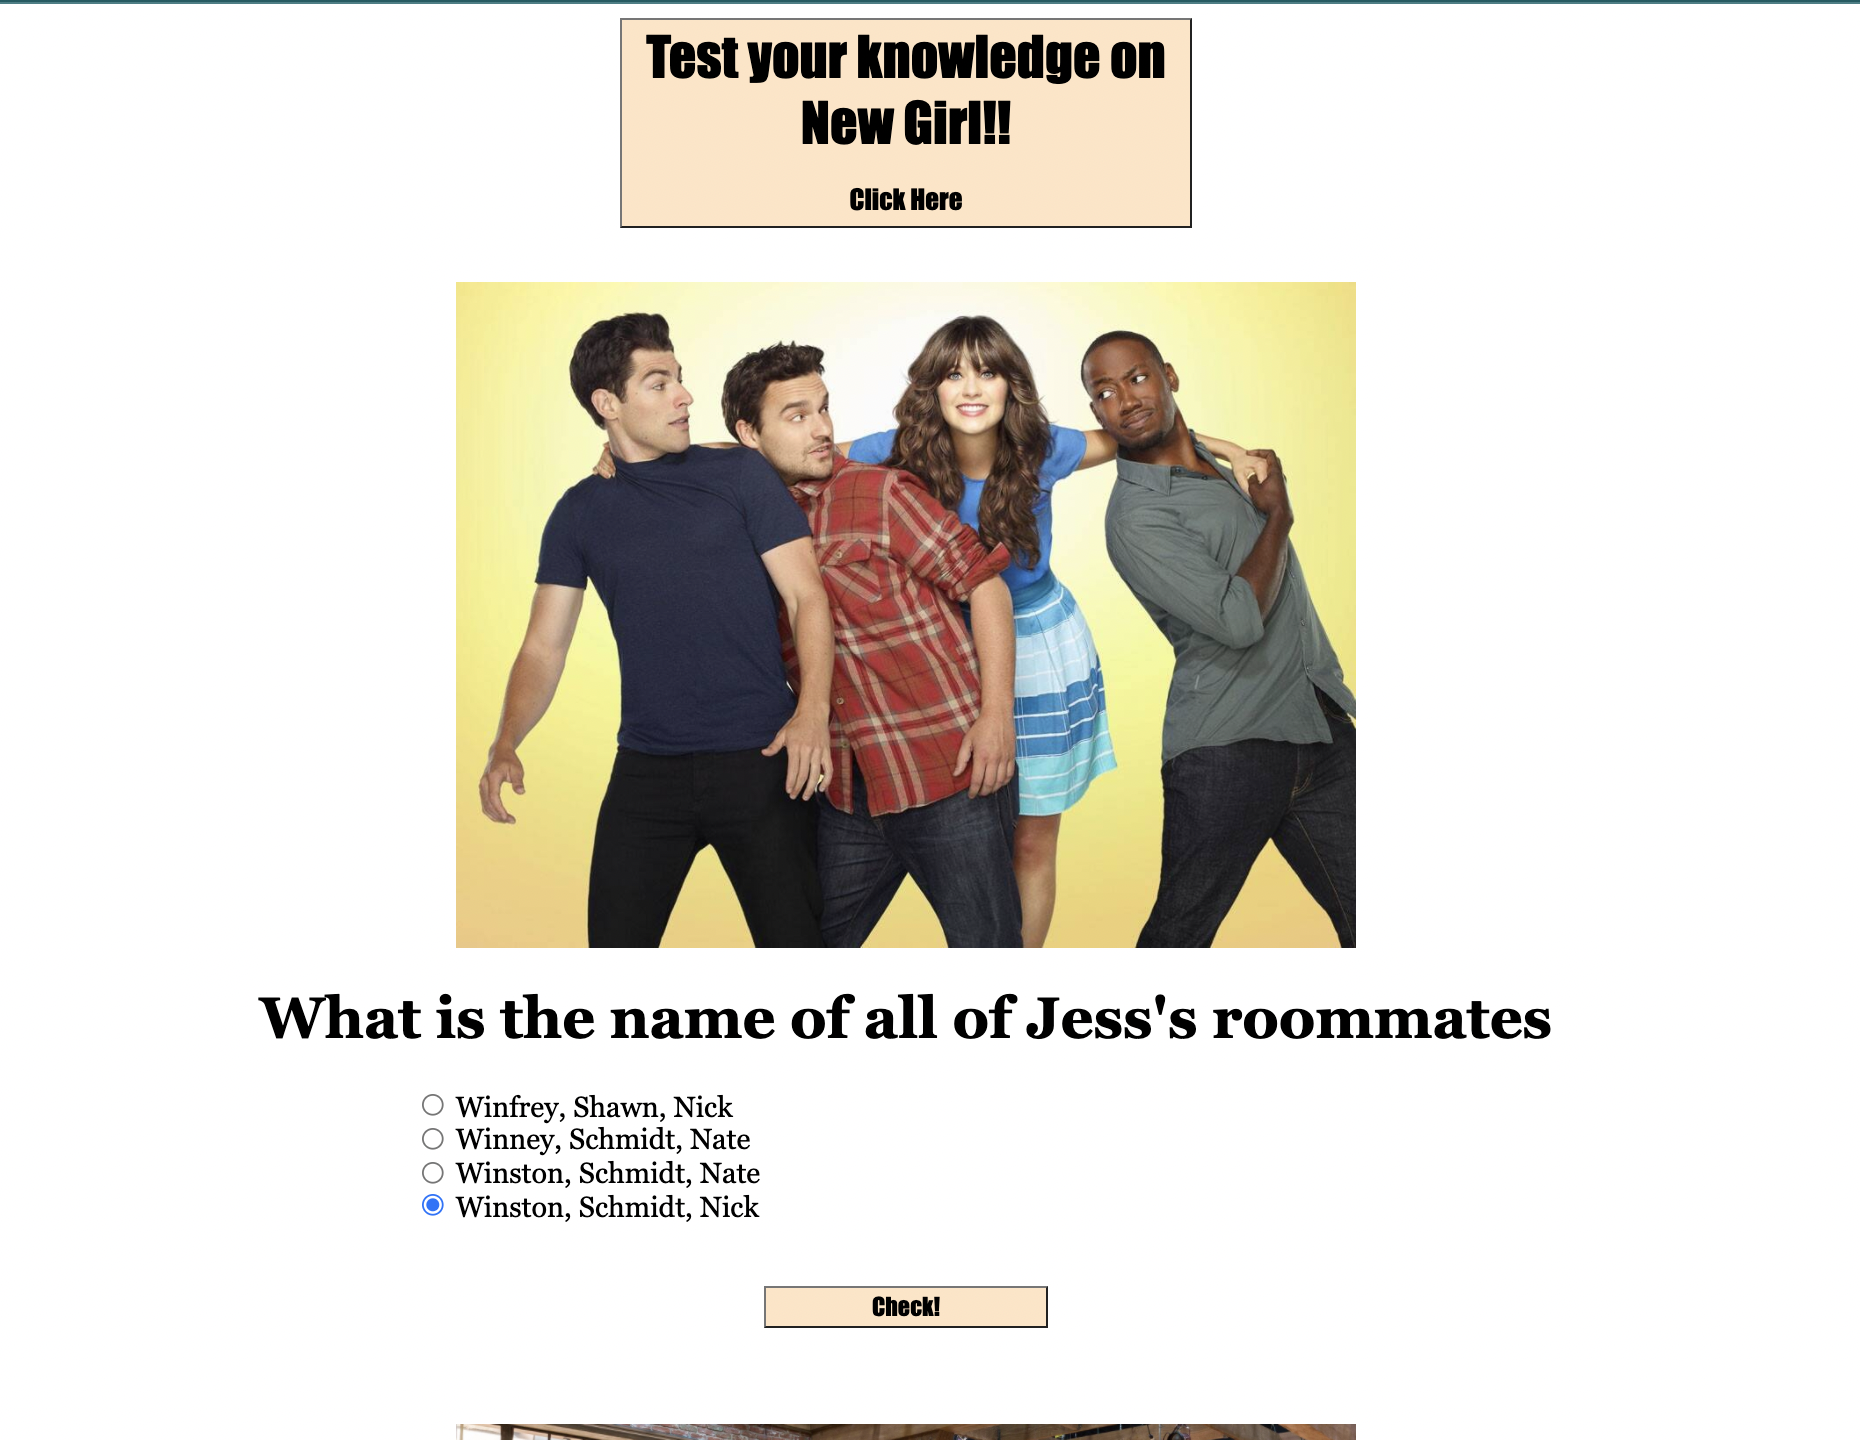 Test your knowledge on
New Girl!!
Click Here
What is the name of all of Jess's roommates
Winfrey, Shawn, Nick
Winney, Schmidt, Nate
Winston, Schmidt, Nate
Winston, Schmidt, Nick
Check!